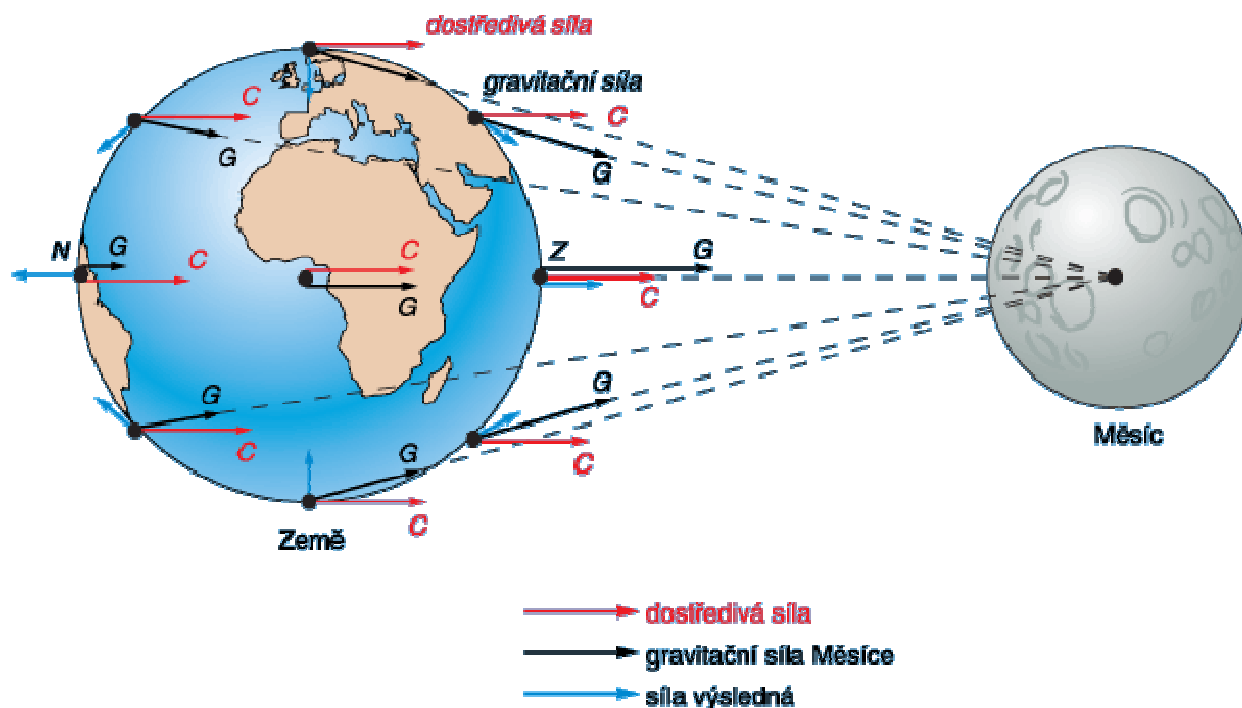 dostředivá síla
gravitační síla
C
C
G
G
N
G
C
C
G
Z
G
C
G
C
G
C
G
C
Měsíc
Země
dostředivá síla
gravitační síla Měsíce
síla výsledná